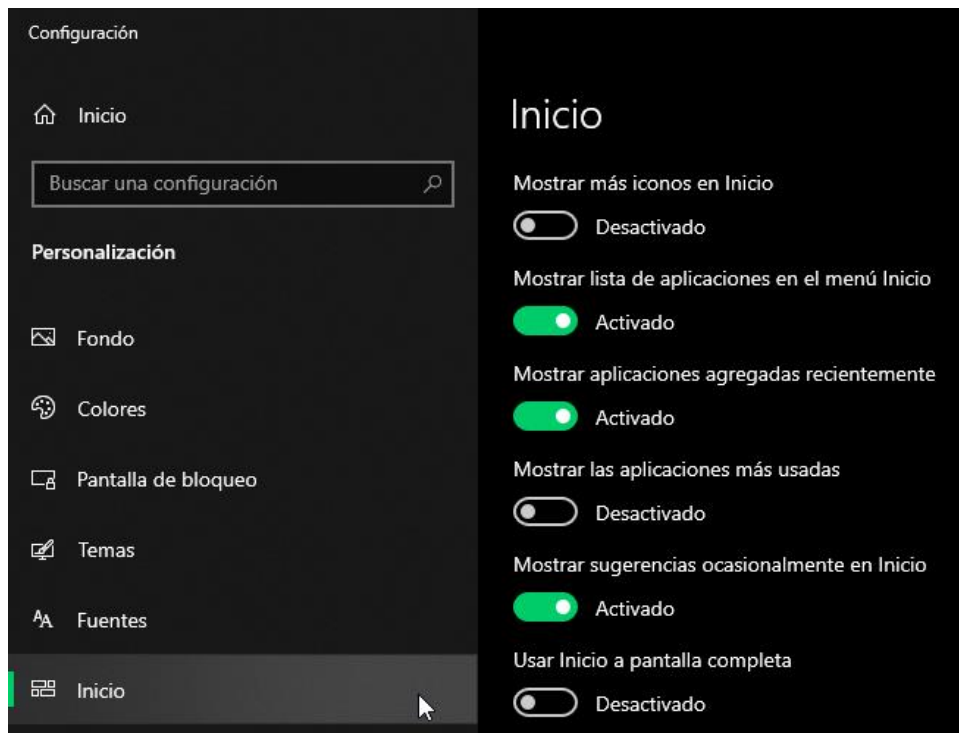 Configuración
Inicio
Buscar una configuración
Personalización
Fondo
Colores
Pantalla de bloqueo
Temas
Fuentes
Inicio
Inicio
Mostrar más iconos en Inicio
Desactivado
Mostrar lista de aplicaciones en el menú Inicio
Activado
Mostrar aplicaciones agregadas recientemente
Activado
Mostrar las aplicaciones más usadas
Desactivado
Mostrar sugerencias ocasionalmente en Inicio
Activado
Usar Inicio a pantalla completa
Desactivado